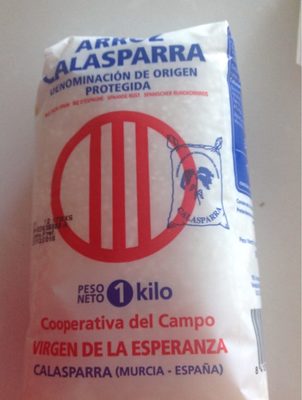 ARROZ
CALASPARRA
DENOMINACIÓN DE ORIGEN
PROTEGIDA
CALASPARRA
PESO
NETO 1 kilo
Cooperativa del Campo
VIRGEN DE LA ESPERANZA
CALASPARRA (MURCIA - ESPAÑA)